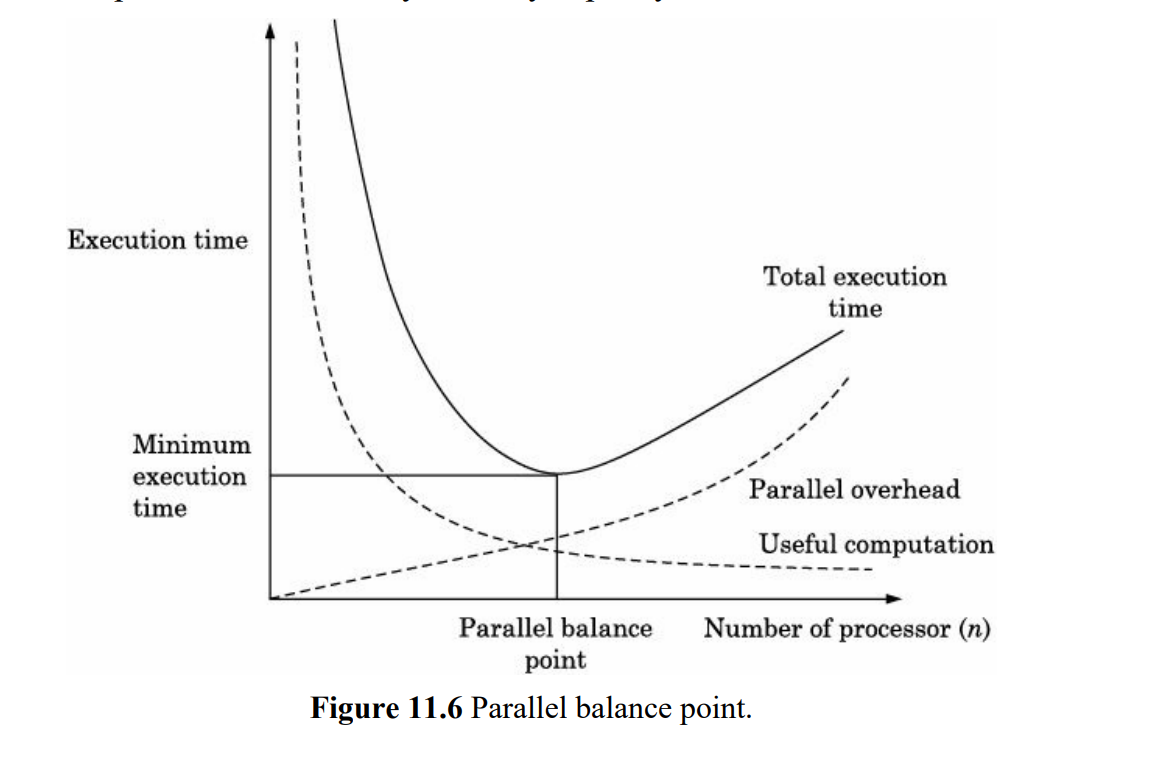 Execution time
Total execution
time
Minimum
execution
time
Parallel overhead
Useful computation
Parallel balance
point
Number of processor (n)
Figure 11.6 Parallel balance point.